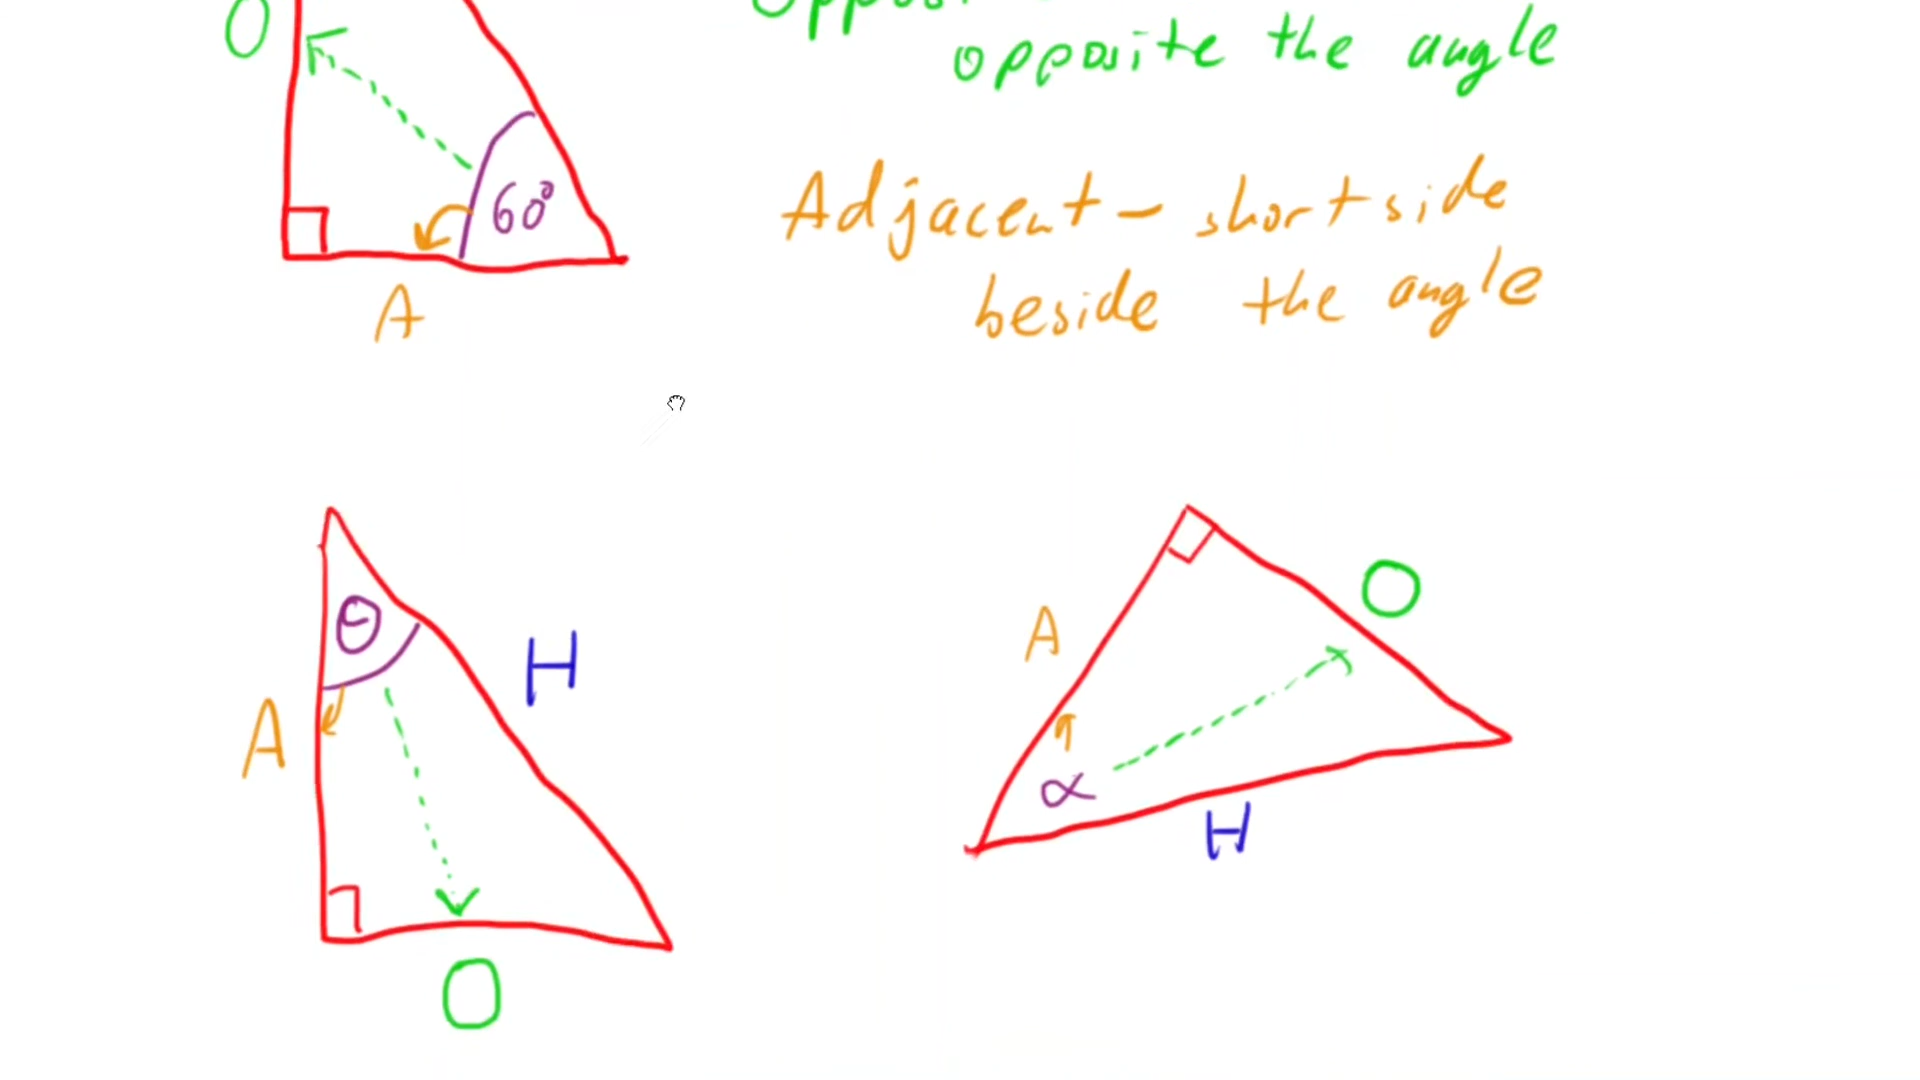 O
opposite the angle
60°
Adjacent - short side
beside the angle
A
θ
H
A
O
A
O
α
H